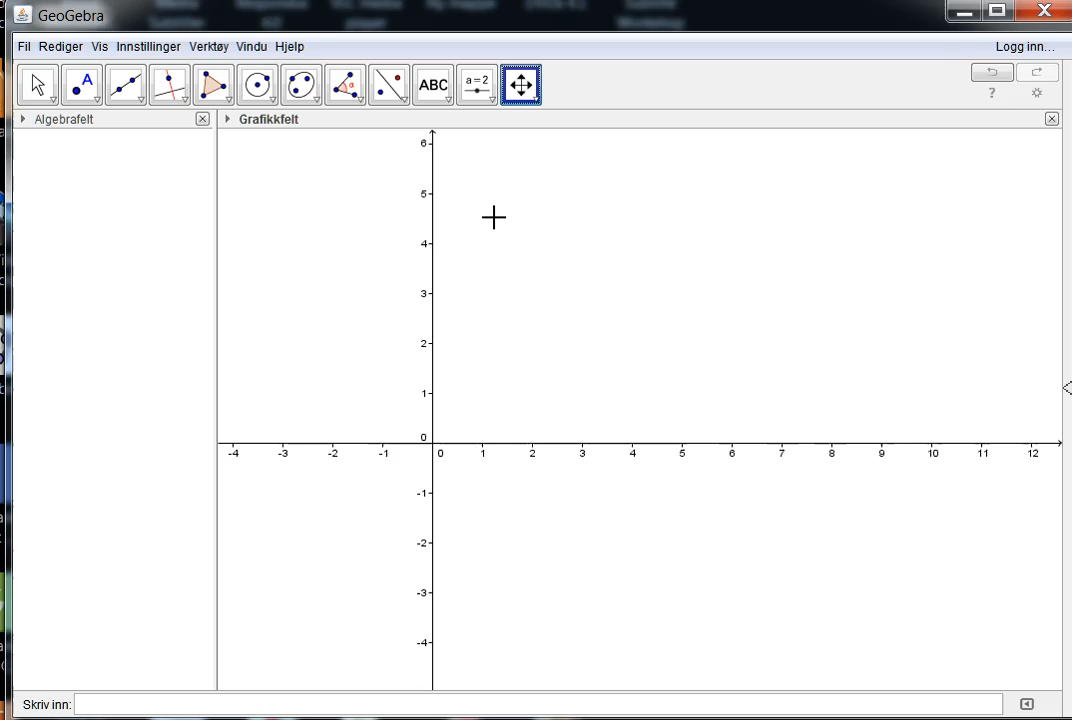 GeoGebra
Fil Rediger Vis Innstillinger Verktøy Vindu Hjelp Logg inn...
A α ABC a=2
?
Algebrafelt Grafikkfelt
6
5
4
3
2
1
0
-4 -3 -2 -1 0 1 2 3 4 5 6 7 8 9 10 11 12
-1
-2
-3
-4
Skriv inn: